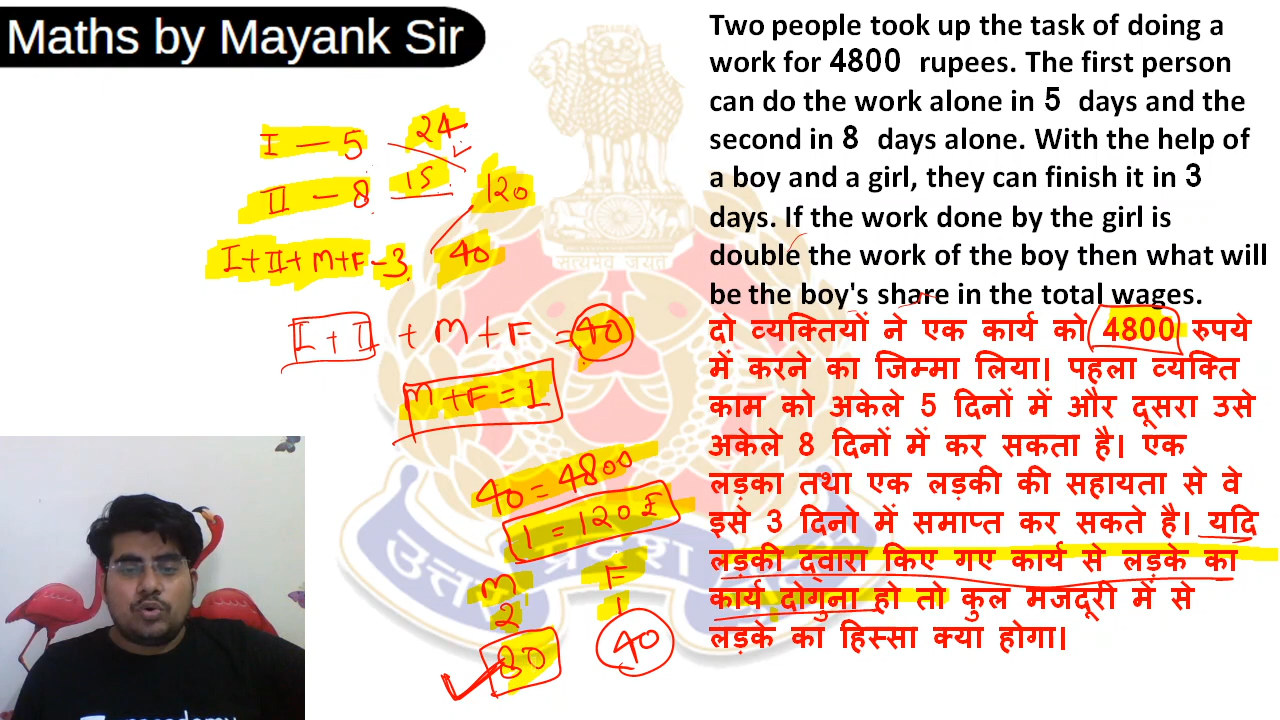 Maths by Mayank Sir
Two people took up the task of doing a
work for 4800 rupees. The first person
can do the work alone in 5 days and the
second in 8 days alone. With the help of
a boy and a girl, they can finish it in 3
days. If the work done by the girl is
double the work of the boy then what will
be the boy's share in the total wages.
दो व्यक्तियों ने एक कार्य को 4800 रुपये
में करने का जिम्मा लिया। पहला व्यक्ति
काम को अकेले 5 दिनों में और दूसरा उसे
अकेले 8 दिनों में कर सकता है। एक
लड़का तथा एक लड़की की सहायता से वे
इसे 3 दिनो में समाप्त कर सकते है। यदि
लड़की द्वारा किए गए कार्य से लड़के का
कार्य दोगुना हो तो कुल मजदूरी में से
लड़के का हिस्सा क्या होगा।
I – 5 24
II – 8 15
120
I+II+M+F – 3 40
I+II + M+F = 40
M+F = 1
40 = 4800
1 = 120 ₹
M F
2 1
80 40
सत्यमेव जयते
उत्तर प्रदेश